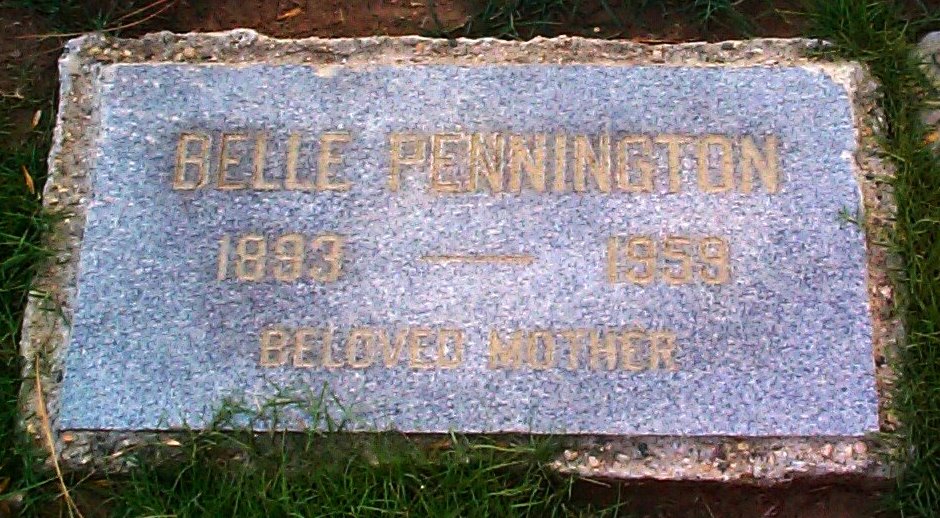 BELLE PENNINGTON
1893 — 1959
BELOVED MOTHER